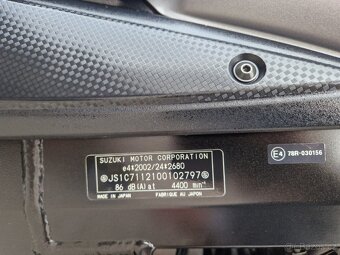 SUZUKI MOTOR CORPORATION
e4*2002/24*2680
JS1C7112100102797
86 dB(A) at 4400 min⁻¹
MADE IN JAPAN FABRIQUE AU JAPON
E4 78R-030156